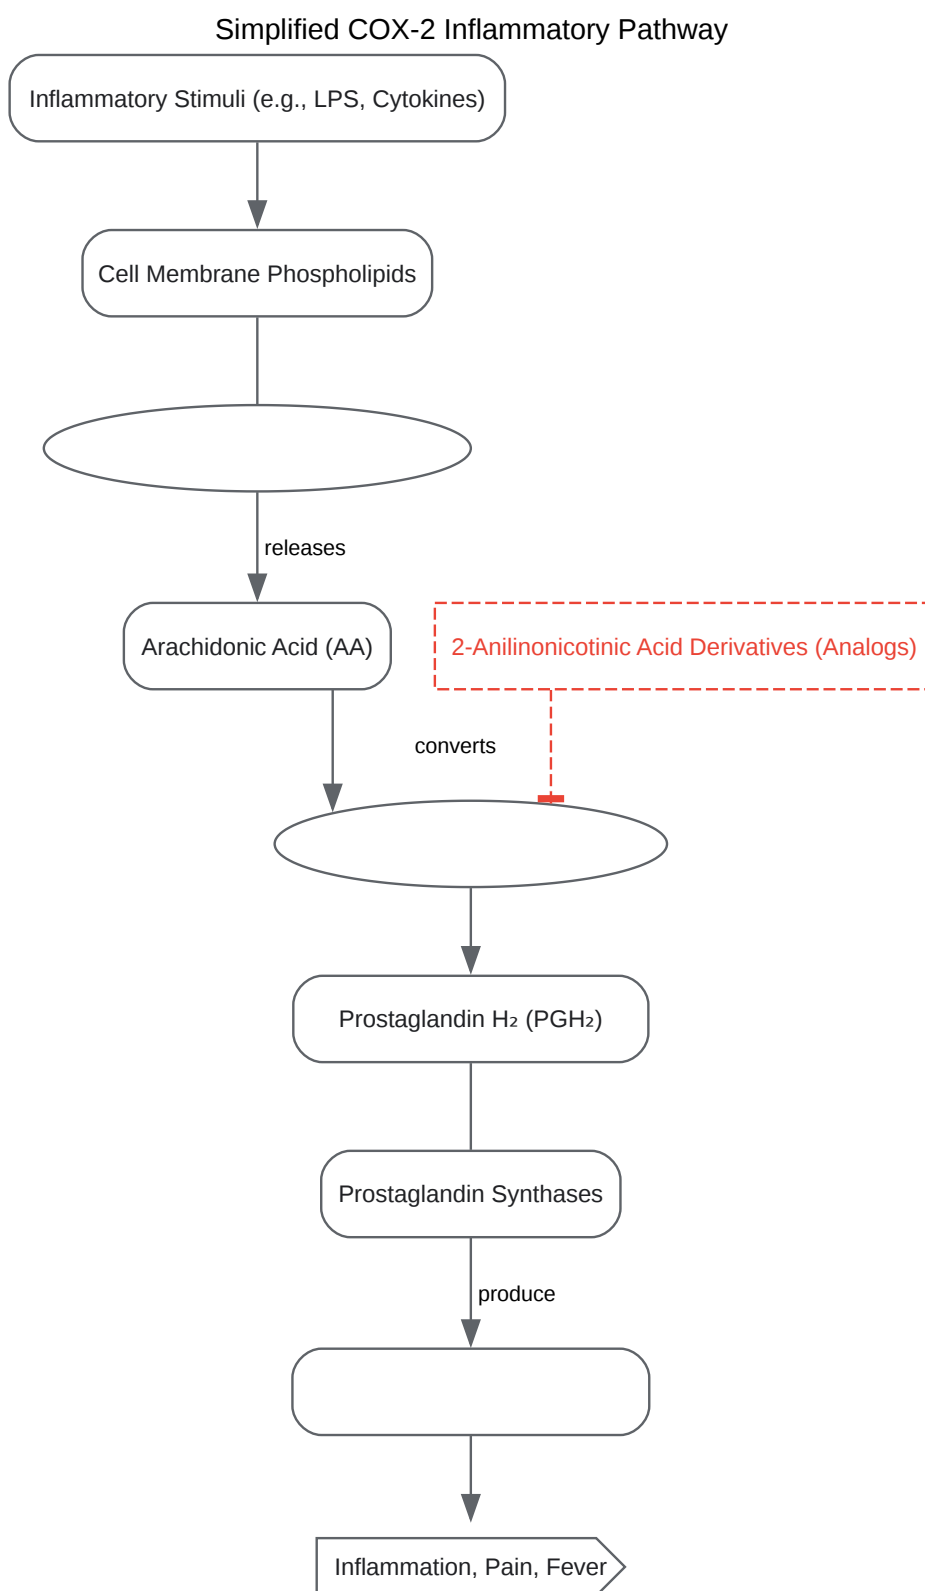 Simplified COX-2 Inflammatory Pathway
Inflammatory Stimuli (e.g., LPS, Cytokines)
Cell Membrane Phospholipids
releases
Arachidonic Acid (AA)
2-Anilinonicotinic Acid Derivatives (Analogs)
converts
Prostaglandin H₂ (PGH₂)
Prostaglandin Synthases
produce
Inflammation, Pain, Fever